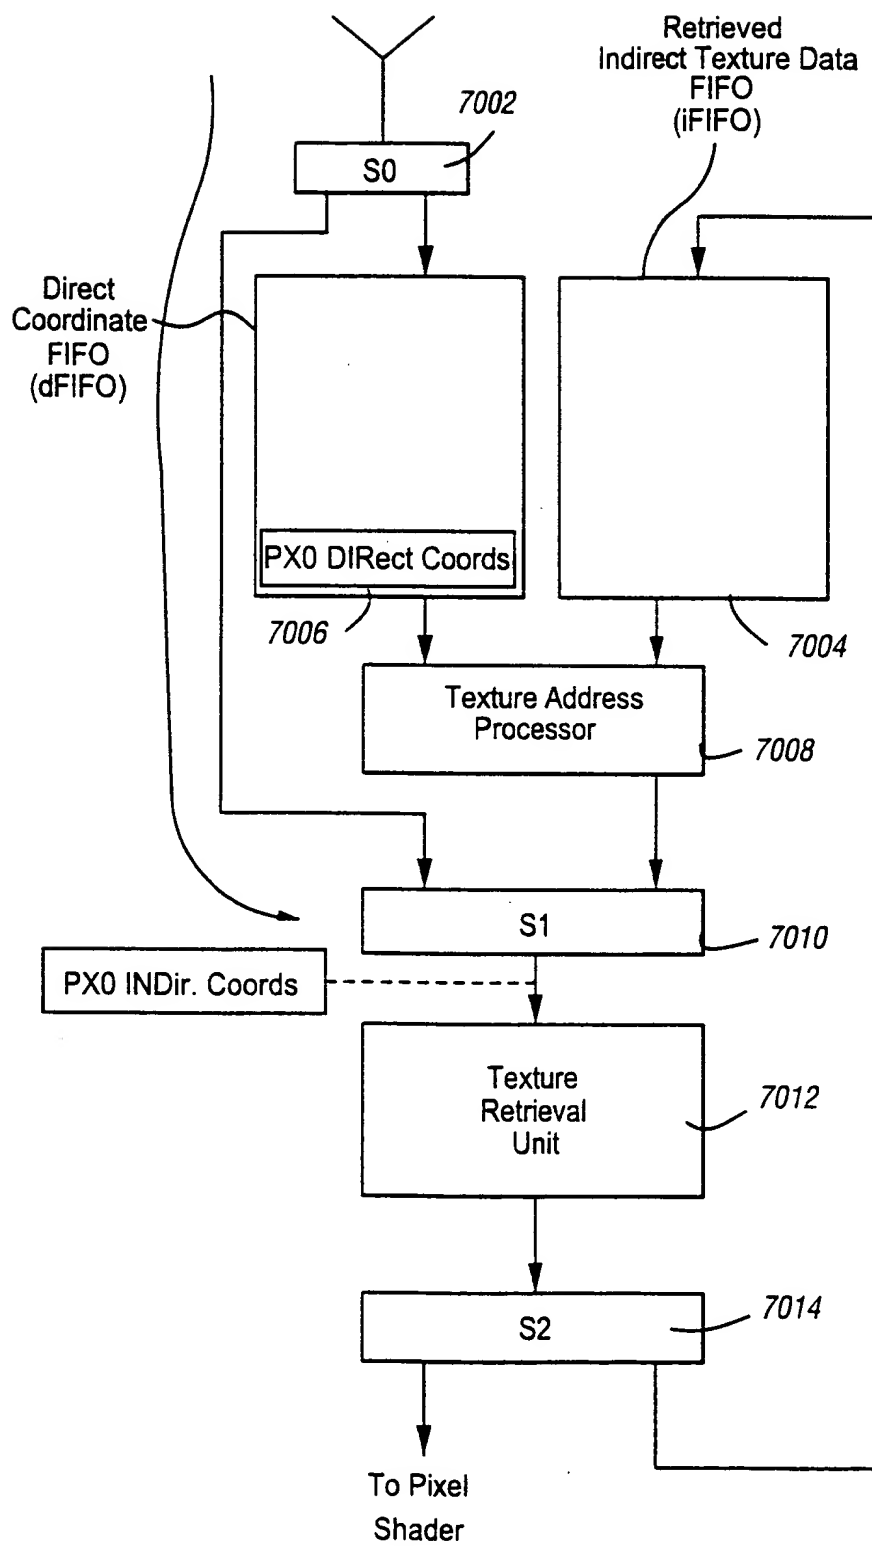 Retrieved
Indirect Texture Data
FIFO
(iFIFO)
7002
S0
Direct
Coordinate
FIFO
(dFIFO)
PX0 DIRect Coords
7006
7004
Texture Address
Processor
7008
S1
7010
PX0 INDir. Coords
Texture
Retrieval
Unit
7012
S2
7014
To Pixel
Shader